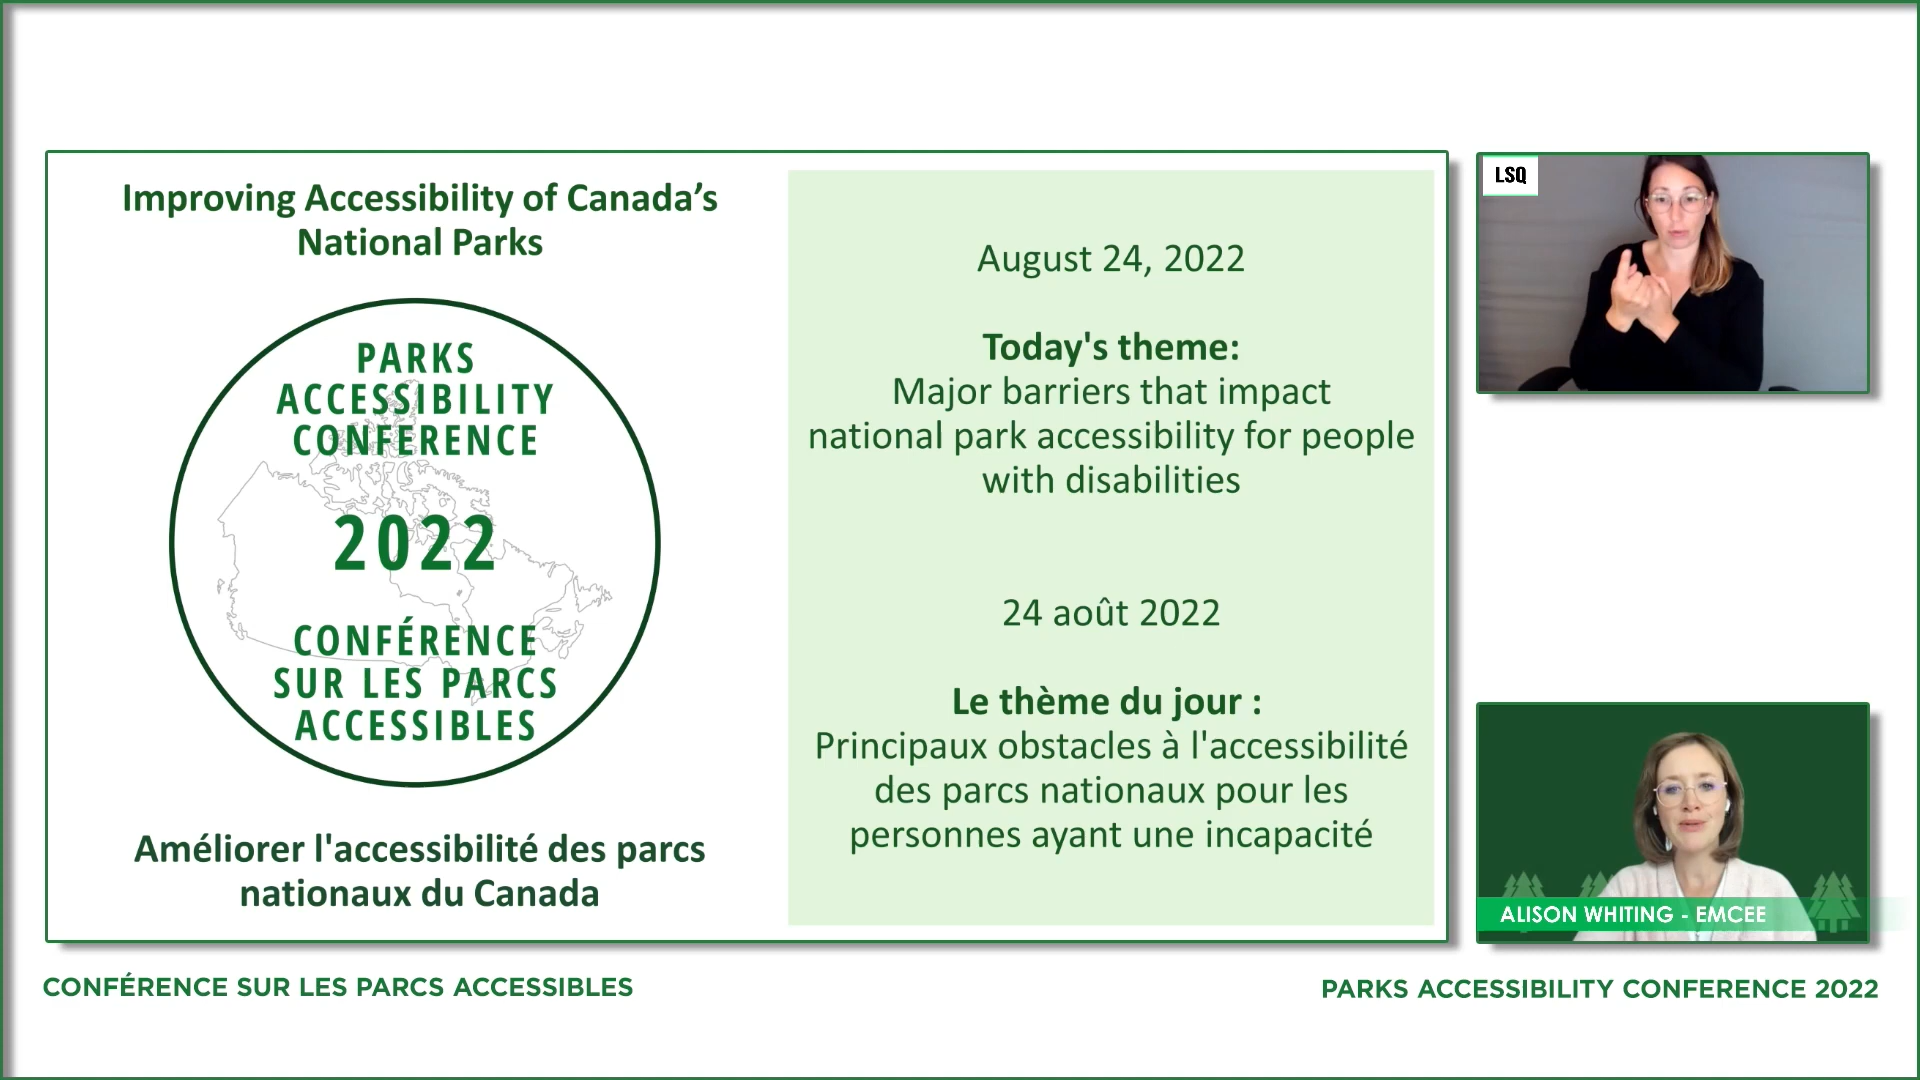 Improving Accessibility of Canada’s
National Parks
PARKS
ACCESSIBILITY
CONFERENCE
2022
CONFÉRENCE
SUR LES PARCS
ACCESSIBLES
Améliorer l'accessibilité des parcs
nationaux du Canada
August 24, 2022
Today's theme:
Major barriers that impact
national park accessibility for people
with disabilities
24 août 2022
Le thème du jour :
Principaux obstacles à l'accessibilité
des parcs nationaux pour les
personnes ayant une incapacité
LSQ
ALISON WHITING - EMCEE
CONFÉRENCE SUR LES PARCS ACCESSIBLES
PARKS ACCESSIBILITY CONFERENCE 2022